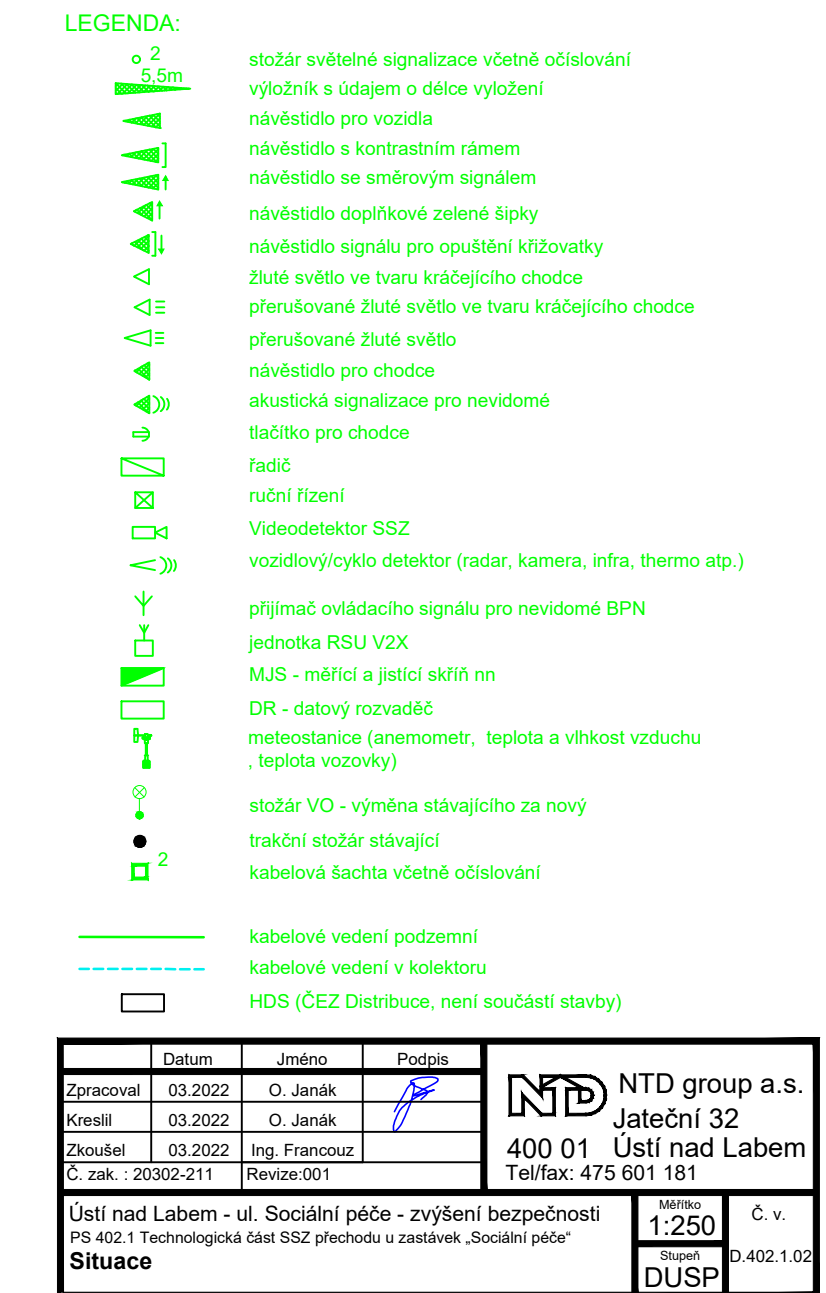 LEGENDA:
2 stožár světelné signalizace včetně očíslování
5,5m výložník s údajem o délce vyložení
návěstidlo pro vozidla
návěstidlo s kontrastním rámem
návěstidlo se směrovým signálem
návěstidlo doplňkové zelené šipky
návěstidlo signálu pro opuštění křižovatky
žluté světlo ve tvaru kráčejícího chodce
přerušované žluté světlo ve tvaru kráčejícího chodce
přerušované žluté světlo
návěstidlo pro chodce
akustická signalizace pro nevidomé
tlačítko pro chodce
řadič
ruční řízení
Videodetektor SSZ
vozidlový/cyklo detektor (radar, kamera, infra, thermo atp.)
přijímač ovládacího signálu pro nevidomé BPN
jednotka RSU V2X
MJS - měřící a jistící skříň nn
DR - datový rozvaděč
meteostanice (anemometr, teplota a vlhkost vzduchu
, teplota vozovky)
stožár VO - výměna stávajícího za nový
trakční stožár stávající
2 kabelová šachta včetně očíslování
kabelové vedení podzemní
kabelové vedení v kolektoru
HDS (ČEZ Distribuce, není součástí stavby)
Datum Jméno Podpis
Zpracoval 03.2022 O. Janák
Kreslil 03.2022 O. Janák
Zkoušel 03.2022 Ing. Francouz
Č. zak. : 20302-211 Revize:001
NTD NTD group a.s.
Jateční 32
400 01 Ústí nad Labem
Tel/fax: 475 601 181
Ústí nad Labem - ul. Sociální péče - zvýšení bezpečnosti
PS 402.1 Technologická část SSZ přechodu u zastávek „Sociální péče“
Situace
Měřítko
1:250
Stupeň
DUSP
Č. v.
D.402.1.02